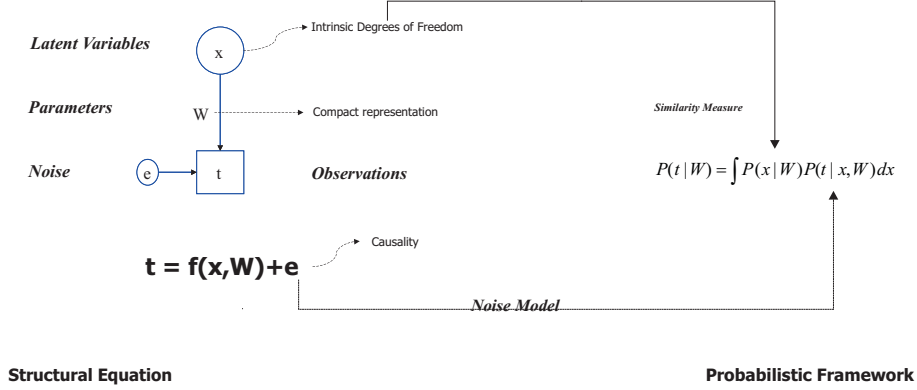 Intrinsic Degrees of Freedom
Latent Variables
x
Parameters
W
Compact representation
Similarity Measure
Noise
e
t
Observations
P(t | W) = ∫ P(x | W)P(t | x,W)dx
Causality
t = f(x,W)+e
Noise Model
Structural Equation
Probabilistic Framework